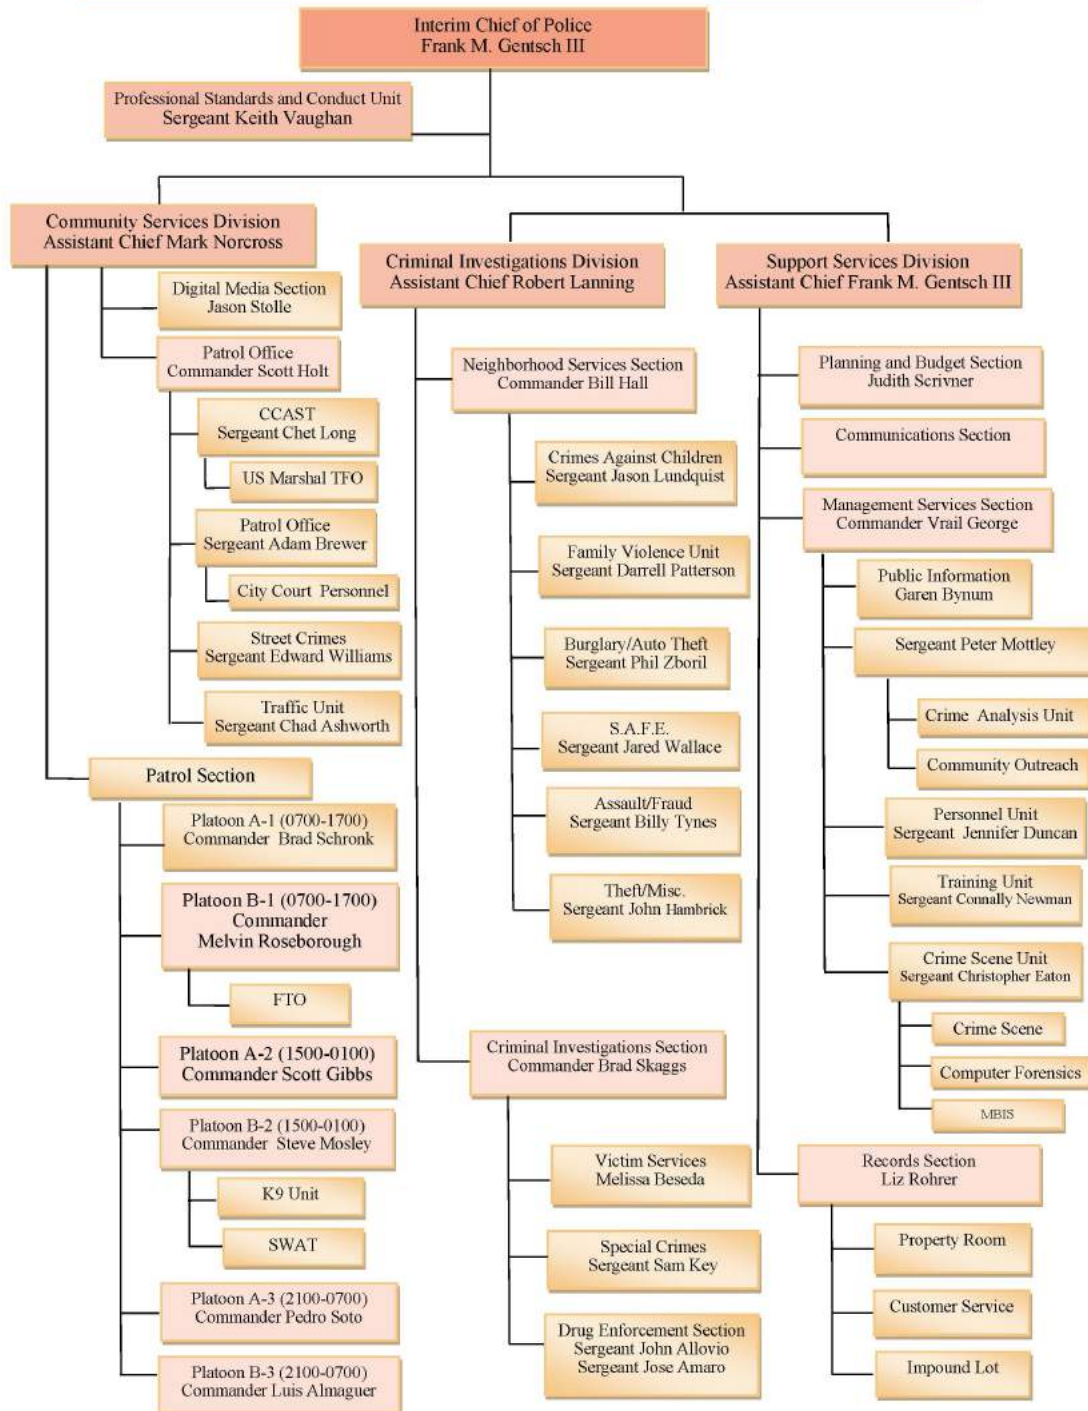 Interim Chief of Police
Frank M. Gentsch III
Professional Standards and Conduct Unit
Sergeant Keith Vaughan
Community Services Division
Assistant Chief Mark Norcross
Digital Media Section
Jason Stolle
Patrol Office
Commander Scott Holt
CCAST
Sergeant Chet Long
US Marshal TFO
Patrol Office
Sergeant Adam Brewer
City Court Personnel
Street Crimes
Sergeant Edward Williams
Traffic Unit
Sergeant Chad Ashworth
Patrol Section
Platoon A-1 (0700-1700)
Commander Brad Schronk
Platoon B-1 (0700-1700)
Commander
Melvin Roseborough
FTO
Platoon A-2 (1500-0100)
Commander Scott Gibbs
Platoon B-2 (1500-0100)
Commander Steve Mosley
K9 Unit
SWAT
Platoon A-3 (2100-0700)
Commander Pedro Soto
Platoon B-3 (2100-0700)
Commander Luis Almaguer
Criminal Investigations Division
Assistant Chief Robert Lanning
Neighborhood Services Section
Commander Bill Hall
Crimes Against Children
Sergeant Jason Lundquist
Family Violence Unit
Sergeant Darrell Patterson
Burglary/Auto Theft
Sergeant Phil Zboril
S.A.F.E.
Sergeant Jared Wallace
Assault/Fraud
Sergeant Billy Tynes
Theft/Misc.
Sergeant John Hambrick
Criminal Investigations Section
Commander Brad Skaggs
Victim Services
Melissa Beseda
Special Crimes
Sergeant Sam Key
Drug Enforcement Section
Sergeant John Allovio
Sergeant Jose Amaro
Support Services Division
Assistant Chief Frank M. Gentsch III
Planning and Budget Section
Judith Scrivner
Communications Section
Management Services Section
Commander Vrail George
Public Information
Garen Bynum
Sergeant Peter Mottley
Crime Analysis Unit
Community Outreach
Personnel Unit
Sergeant Jennifer Duncan
Training Unit
Sergeant Connally Newman
Crime Scene Unit
Sergeant Christopher Eaton
Crime Scene
Computer Forensics
MBIS
Records Section
Liz Rohrer
Property Room
Customer Service
Impound Lot